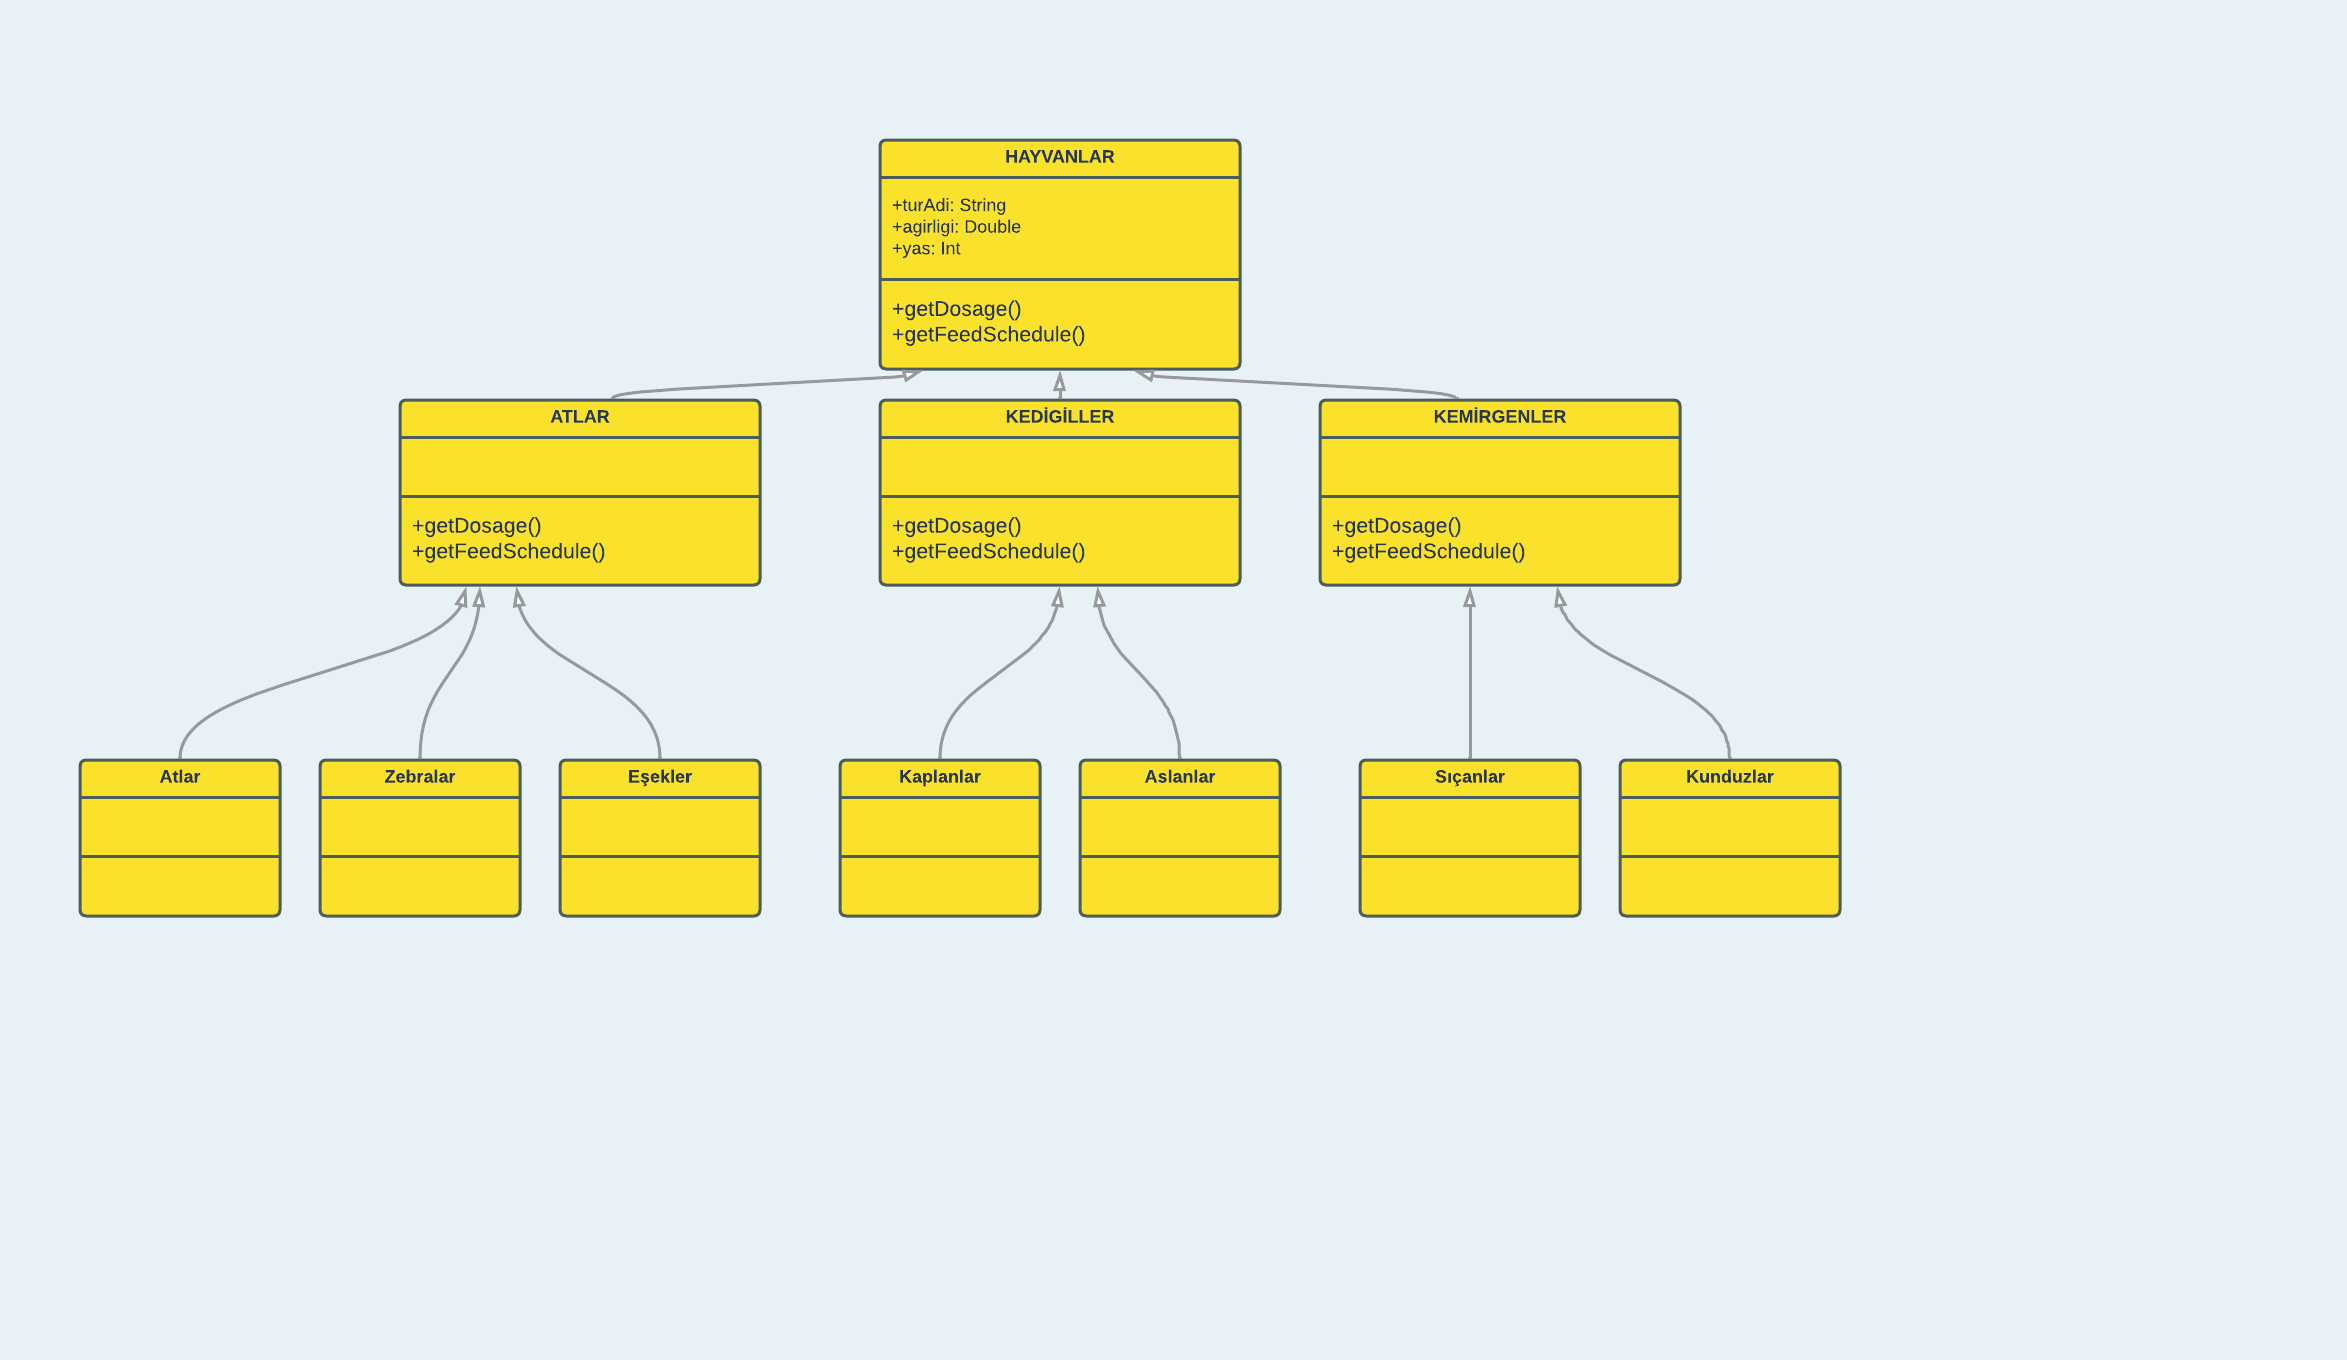 HAYVANLAR
+turAdi: String
+agirligi: Double
+yas: Int
+getDosage()
+getFeedSchedule()
ATLAR
+getDosage()
+getFeedSchedule()
KEDİGİLLER
+getDosage()
+getFeedSchedule()
KEMİRGENLER
+getDosage()
+getFeedSchedule()
Atlar
Zebralar
Eşekler
Kaplanlar
Aslanlar
Sıçanlar
Kunduzlar